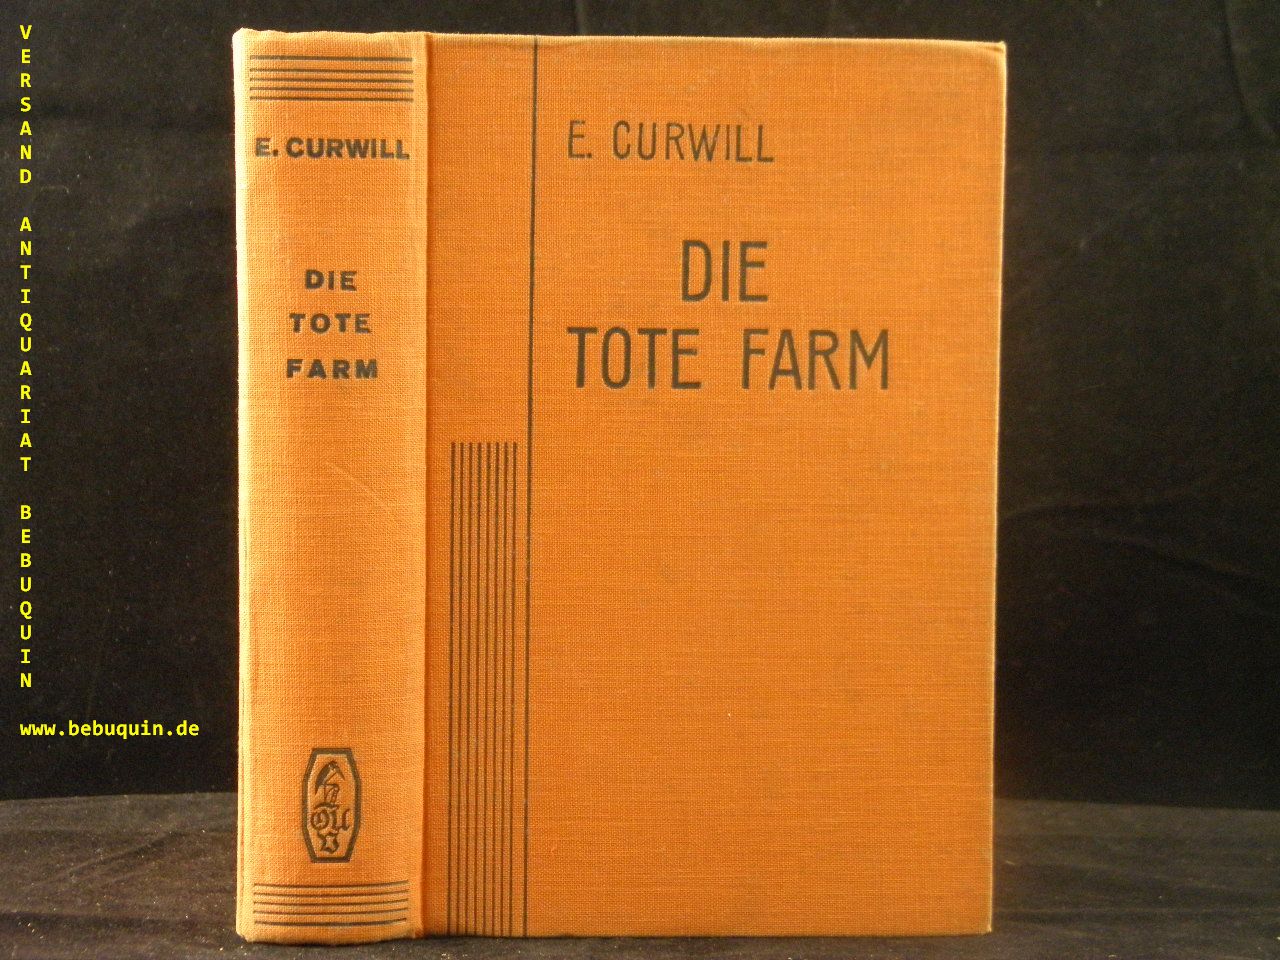 VERSAND ANTIQUARIAT BEBUQUIN
www.bebuquin.de
E. CURWILL
DIE
TOTE
FARM
E. CURWILL
DIE
TOTE FARM